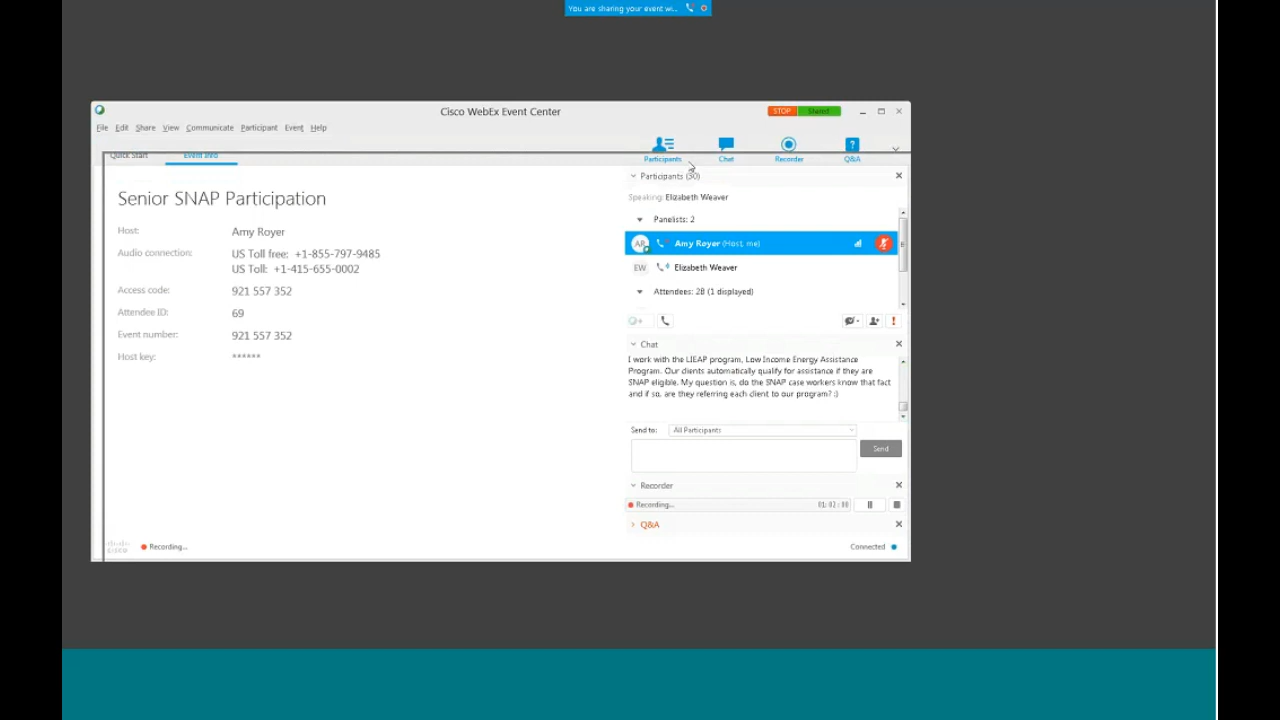 You are sharing your event wi...
Cisco WebEx Event Center
STOP
Shared
File Edit Share View Communicate Participant Event Help
Participants Chat Recorder Q&A
Quick Start Event Info
Participants (30)
Speaking: Elizabeth Weaver
Panelists: 2
AR Amy Royer (Host, me)
EW Elizabeth Weaver
Attendees: 28 (1 displayed)
Senior SNAP Participation
Host: Amy Royer
Audio connection: US Toll free: +1-855-797-9485
US Toll: +1-415-655-0002
Access code: 921 557 352
Attendee ID: 69
Event number: 921 557 352
Host key: ******
Chat
I work with the LIEAP program, Low Income Energy Assistance
Program. Our clients automatically qualify for assistance if they are
SNAP eligible. My question is, do the SNAP case workers know that fact
and if so, are they referring each client to our program? :)
Send to: All Participants
Send
Recorder
Recording...
Q&A
cisco
Recording...
Connected